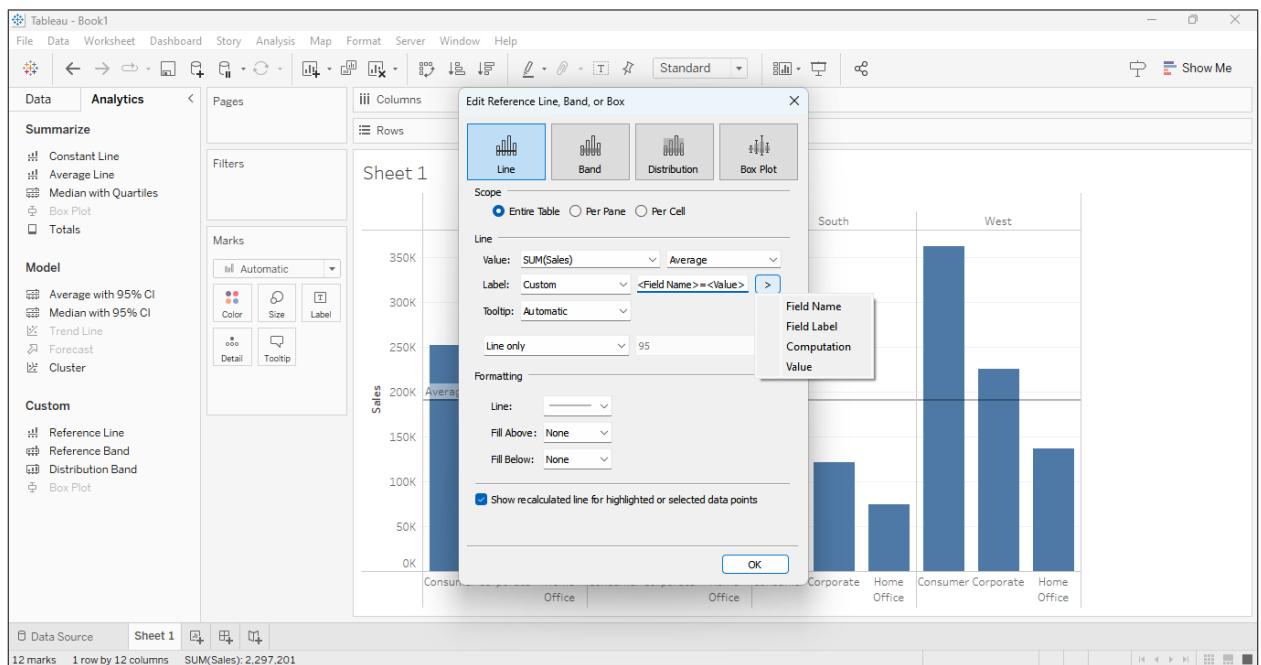 Tableau - Book1
File Data Worksheet Dashboard Story Analysis Map Format Server Window Help
Standard
Show Me
Data
Analytics
Summarize
Constant Line
Average Line
Median with Quartiles
Box Plot
Totals
Model
Average with 95% CI
Median with 95% CI
Trend Line
Forecast
Cluster
Custom
Reference Line
Reference Band
Distribution Band
Box Plot
Pages
Filters
Marks
Automatic
Color Size Label
Detail Tooltip
Columns
Rows
Sheet 1
South West
Sales
350K
300K
250K
200K
150K
100K
50K
0K
Edit Reference Line, Band, or Box
Line Band Distribution Box Plot
Scope
Entire Table Per Pane Per Cell
Line
Value: SUM(Sales) Average
Label: Custom <Field Name>=<Value> >
Tooltip: Automatic
Line only 95
Field Name
Field Label
Computation
Value
Formatting
Line:
Fill Above: None
Fill Below: None
Show recalculated line for highlighted or selected data points
OK
Corporate Home Consumer Corporate Home
Office Office Office Office
Data Source Sheet 1
12 marks 1 row by 12 columns SUM(Sales): 2,297,201